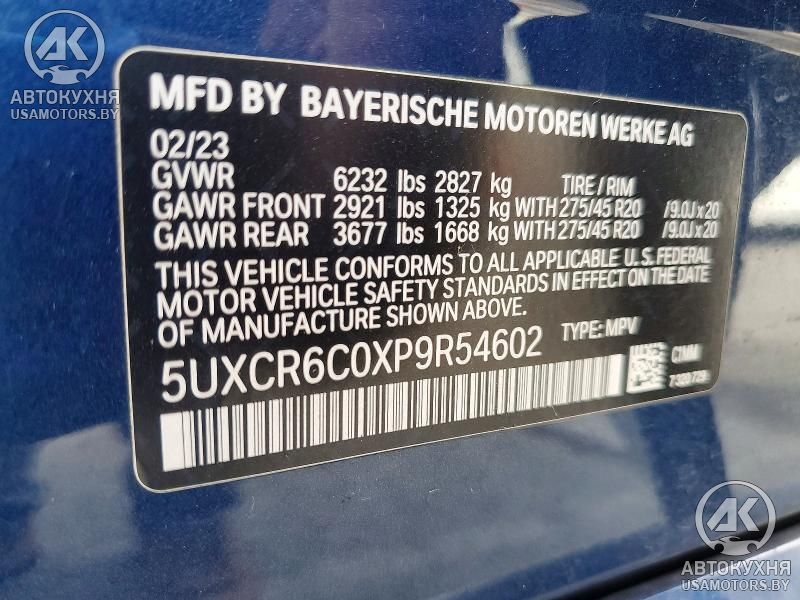 AK
АВТОКУХНЯ
USAMOTORS.BY
MFD BY BAYERISCHE MOTOREN WERKE AG
02/23
GVWR 6232 lbs 2827 kg TIRE / RIM
GAWR FRONT 2921 lbs 1325 kg WITH 275/45 R20 /9.0J x 20
GAWR REAR 3677 lbs 1668 kg WITH 275/45 R20 /9.0J x 20
THIS VEHICLE CONFORMS TO ALL APPLICABLE U.S. FEDERAL
MOTOR VEHICLE SAFETY STANDARDS IN EFFECT ON THE DATE
OF MANUFACTURE SHOWN ABOVE.
5UXCR6C0XP9R54602 TYPE: MPV
AK
АВТОКУХНЯ
USAMOTORS.BY